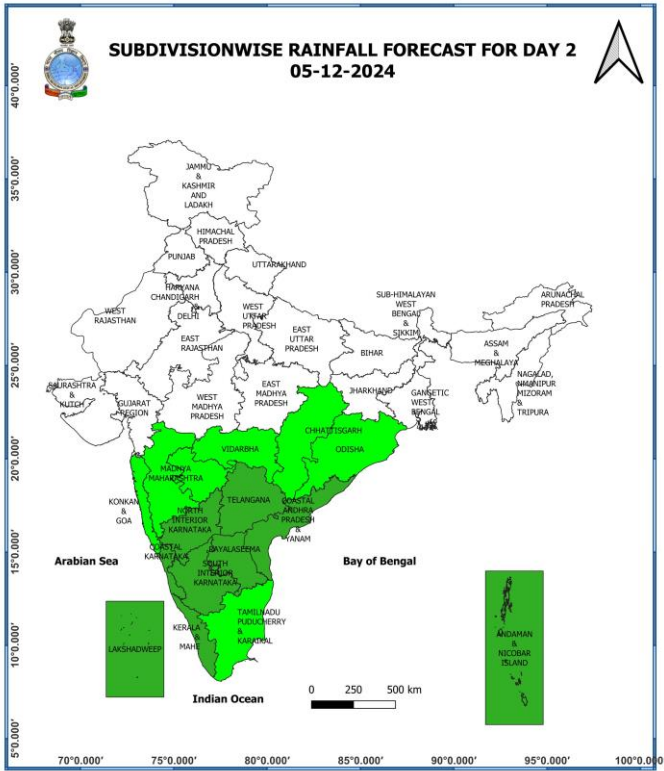 SUBDIVISIONWISE RAINFALL FORECAST FOR DAY 2
05-12-2024
40°0.000'
35°0.000'
30°0.000'
25°0.000'
20°0.000'
15°0.000'
10°0.000'
5°0.000'
JAMMU
&
KASHMIR
AND
LADAKH
HIMACHAL
PRADESH
PUNJAB
UTTARAKHAND
HARYANA
CHANDIGARH
DELHI
WEST
RAJASTHAN
EAST
RAJASTHAN
WEST
UTTAR
PRADESH
EAST
UTTAR
PRADESH
SUB-HIMALAYAN
WEST
BENGAL
&
SIKKIM
ARUNACHAL
PRADESH
ASSAM
&
MEGHALAYA
NAGALAD,
MANIPUR
MIZORAM
&
TRIPURA
BIHAR
SAURASHTRA
&
KUTCH
GUJARAT
REGION
WEST
MADHYA
PRADESH
EAST
MADHYA
PRADESH
JHARKHAND
GANGETIC
WEST
BENGAL
CHHATTISGARH
ODISHA
VIDARBHA
MADHYA
MAHARASHTRA
KONKAN
&
GOA
TELANGANA
NORTH
INTERIOR
KARNATAKA
COASTAL
ANDHRA
PRADESH
&
YANAM
COASTAL
KARNATAKA
RAYALASEEMA
SOUTH
INTERIOR
KARNATAKA
TAMILNADU
PUDUCHERRY
&
KARAIKAL
KERALA
&
MAHE
LAKSHADWEEP
ANDAMAN
&
NICOBAR
ISLAND
Arabian Sea
Bay of Bengal
Indian Ocean
0 250 500 km
70°0.000' 75°0.000' 80°0.000' 85°0.000' 90°0.000' 95°0.000' 100°0.000'